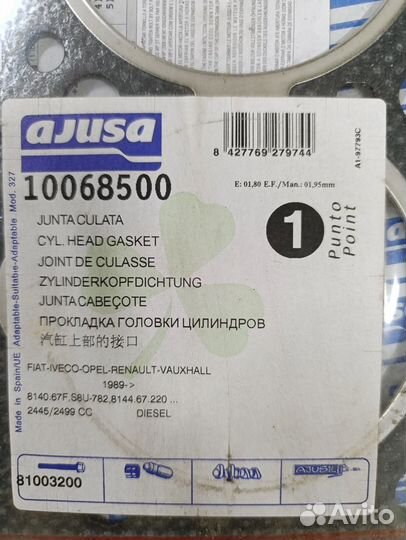 ajusa
8 427769 279744
A1-97793C
10068500
E: 01,80 E.F./Man.: 01,95mm
JUNTA CULATA
CYL. HEAD GASKET
JOINT DE CULASSE
ZYLINDERKOPFDICHTUNG
JUNTA CABEÇOTE
ПРОКЛАДКА ГОЛОВКИ ЦИЛИНДРОВ
汽缸上部的接口
1
Punto
Point
FIAT-IVECO-OPEL-RENAULT-VAUXHALL
1989->
8140.67F,S8U-782,8144.67.220 ...
2445/2499 CC DIESEL
81003200
AJUSIL
Made in Spain/UE Adaptable-Suitable-Adaptable Mod. 327
Avito